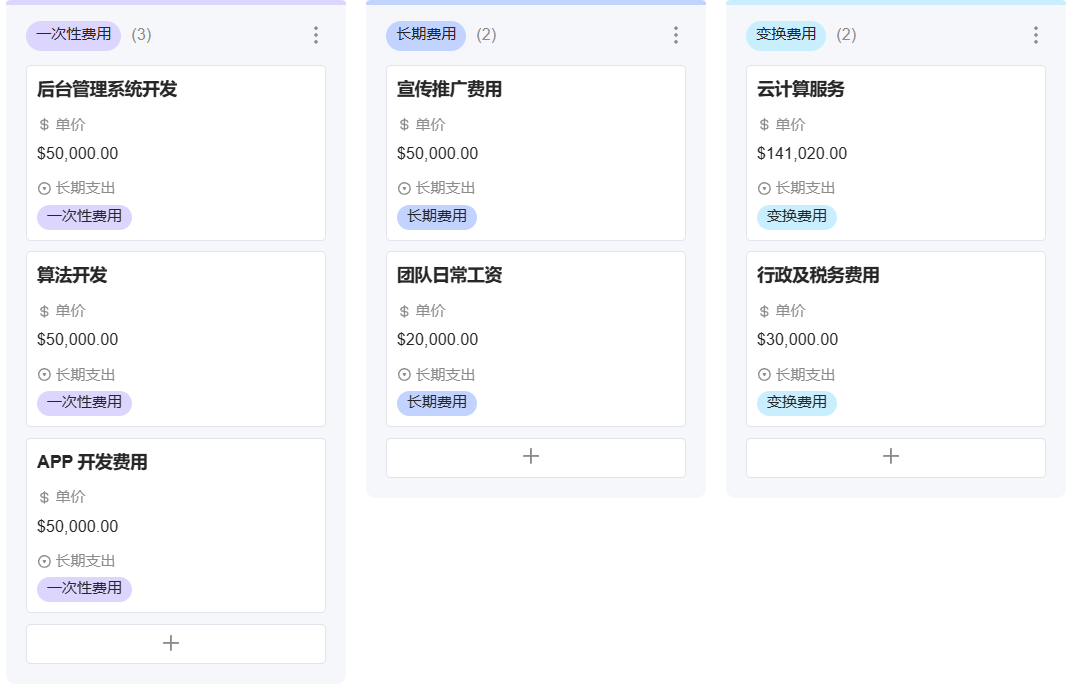 一次性费用 (3)
后台管理系统开发
$ 单价
$50,000.00
长期支出
一次性费用
算法开发
$ 单价
$50,000.00
长期支出
一次性费用
APP 开发费用
$ 单价
$50,000.00
长期支出
一次性费用
长期费用 (2)
宣传推广费用
$ 单价
$50,000.00
长期支出
长期费用
团队日常工资
$ 单价
$20,000.00
长期支出
长期费用
变换费用 (2)
云计算服务
$ 单价
$141,020.00
长期支出
变换费用
行政及税务费用
$ 单价
$30,000.00
长期支出
变换费用